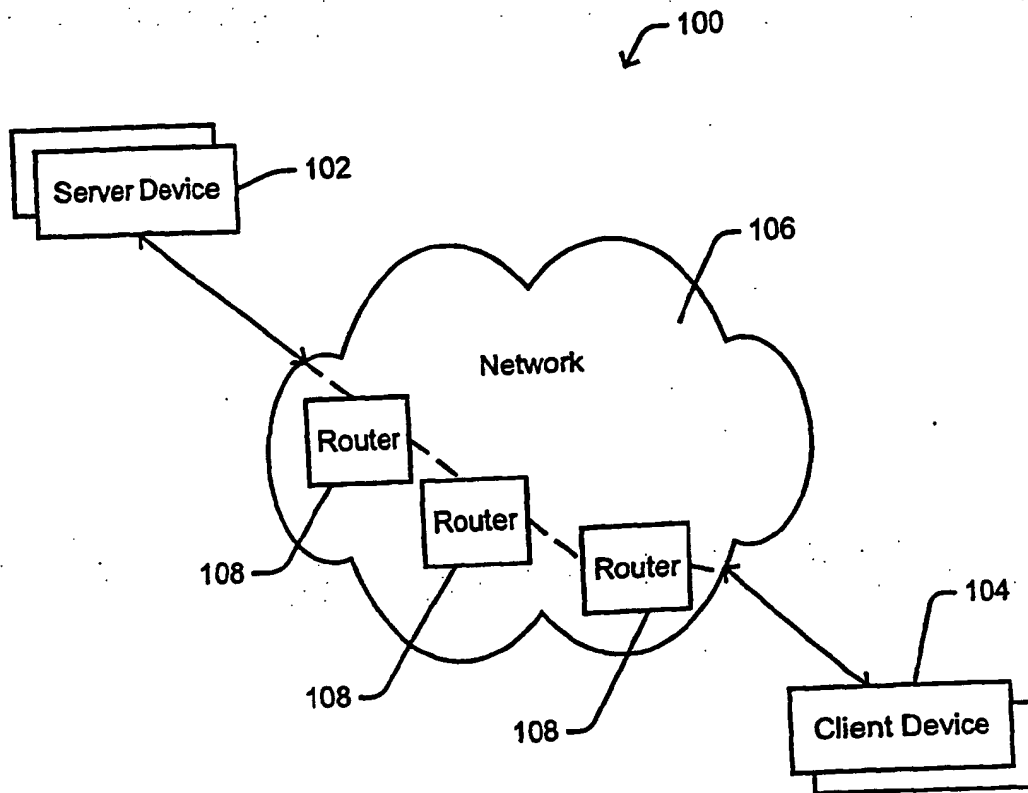 100
Server Device
102
106
Network
Router
Router
Router
108
108
108
104
Client Device